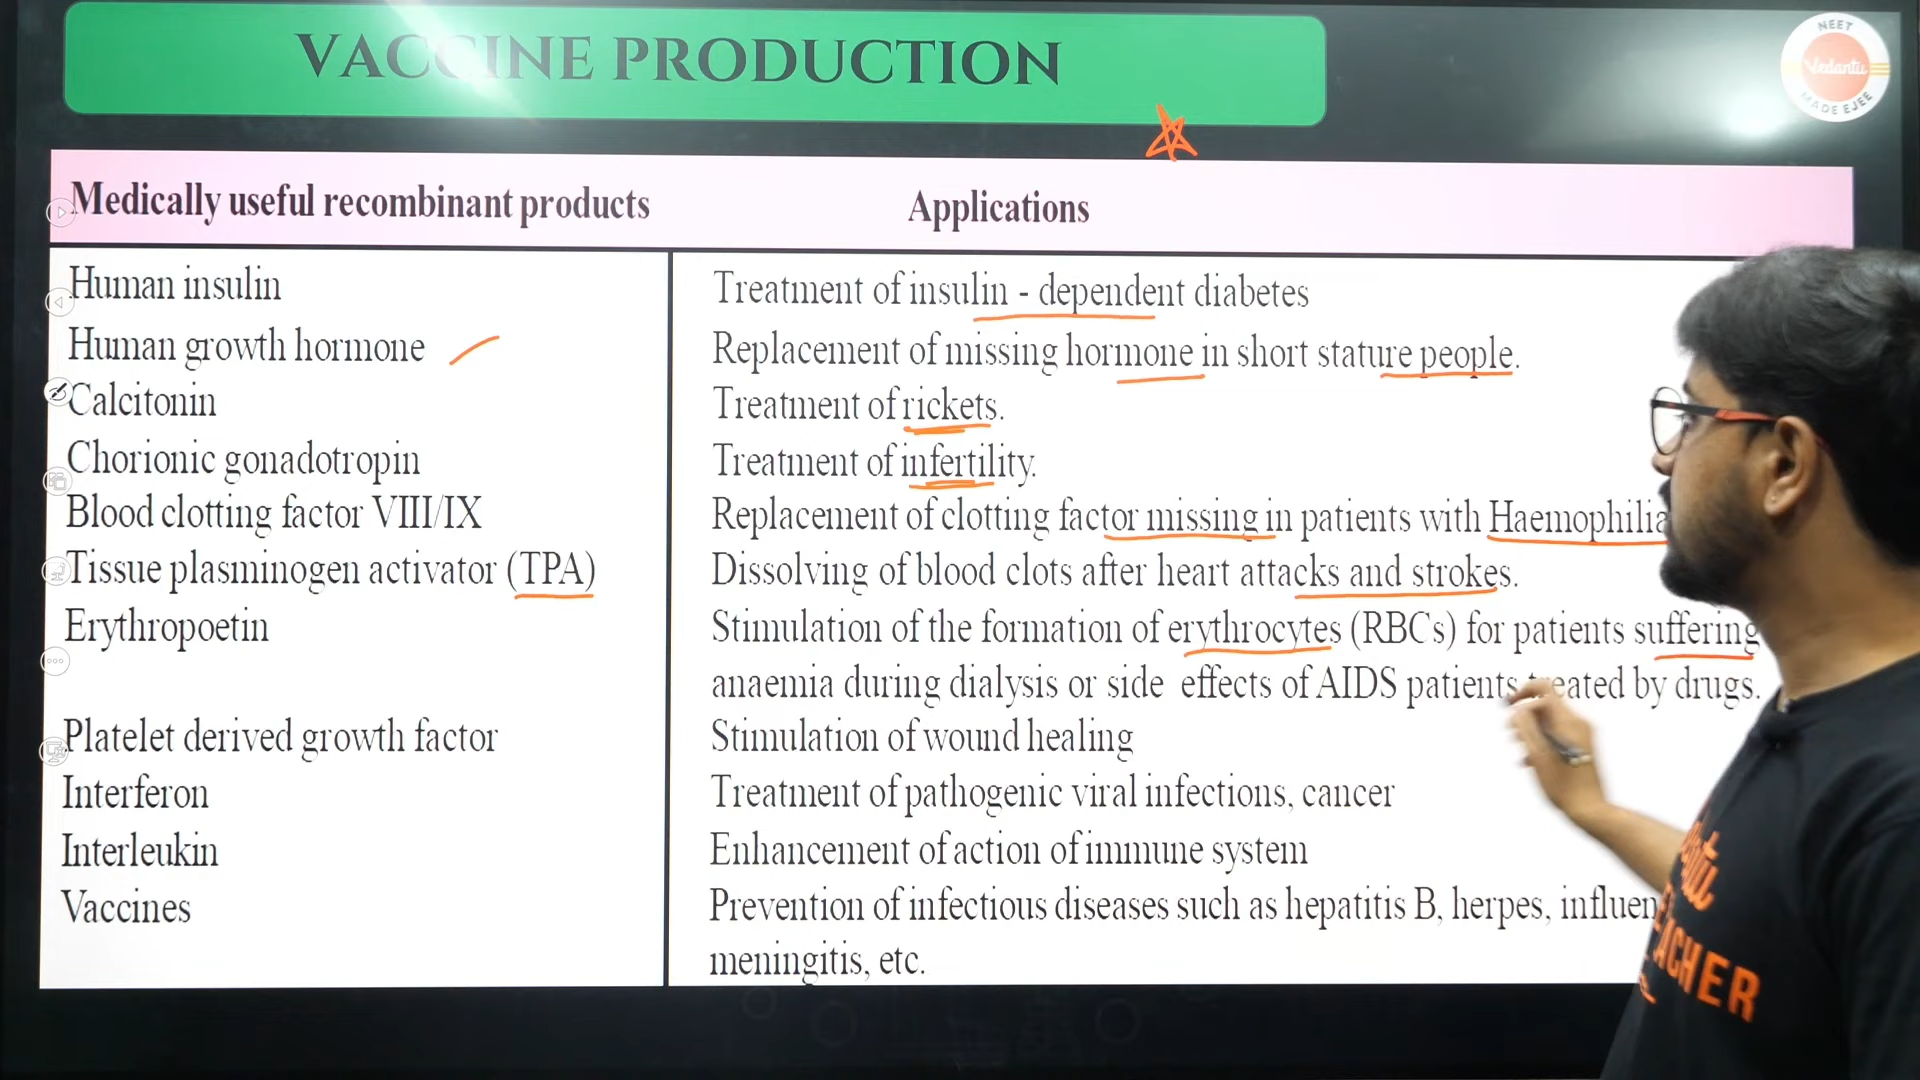 VACCINE PRODUCTION
NEET
Vedantu
MADE EJEE
Medically useful recombinant products Applications
Human insulin Treatment of insulin - dependent diabetes
Human growth hormone Replacement of missing hormone in short stature people.
Calcitonin Treatment of rickets.
Chorionic gonadotropin Treatment of infertility.
Blood clotting factor VIII/IX Replacement of clotting factor missing in patients with Haemophilia
Tissue plasminogen activator (TPA) Dissolving of blood clots after heart attacks and strokes.
Erythropoetin Stimulation of the formation of erythrocytes (RBCs) for patients suffering
anaemia during dialysis or side effects of AIDS patients treated by drugs.
Platelet derived growth factor Stimulation of wound healing
Interferon Treatment of pathogenic viral infections, cancer
Interleukin Enhancement of action of immune system
Vaccines Prevention of infectious diseases such as hepatitis B, herpes, influen
meningitis, etc.